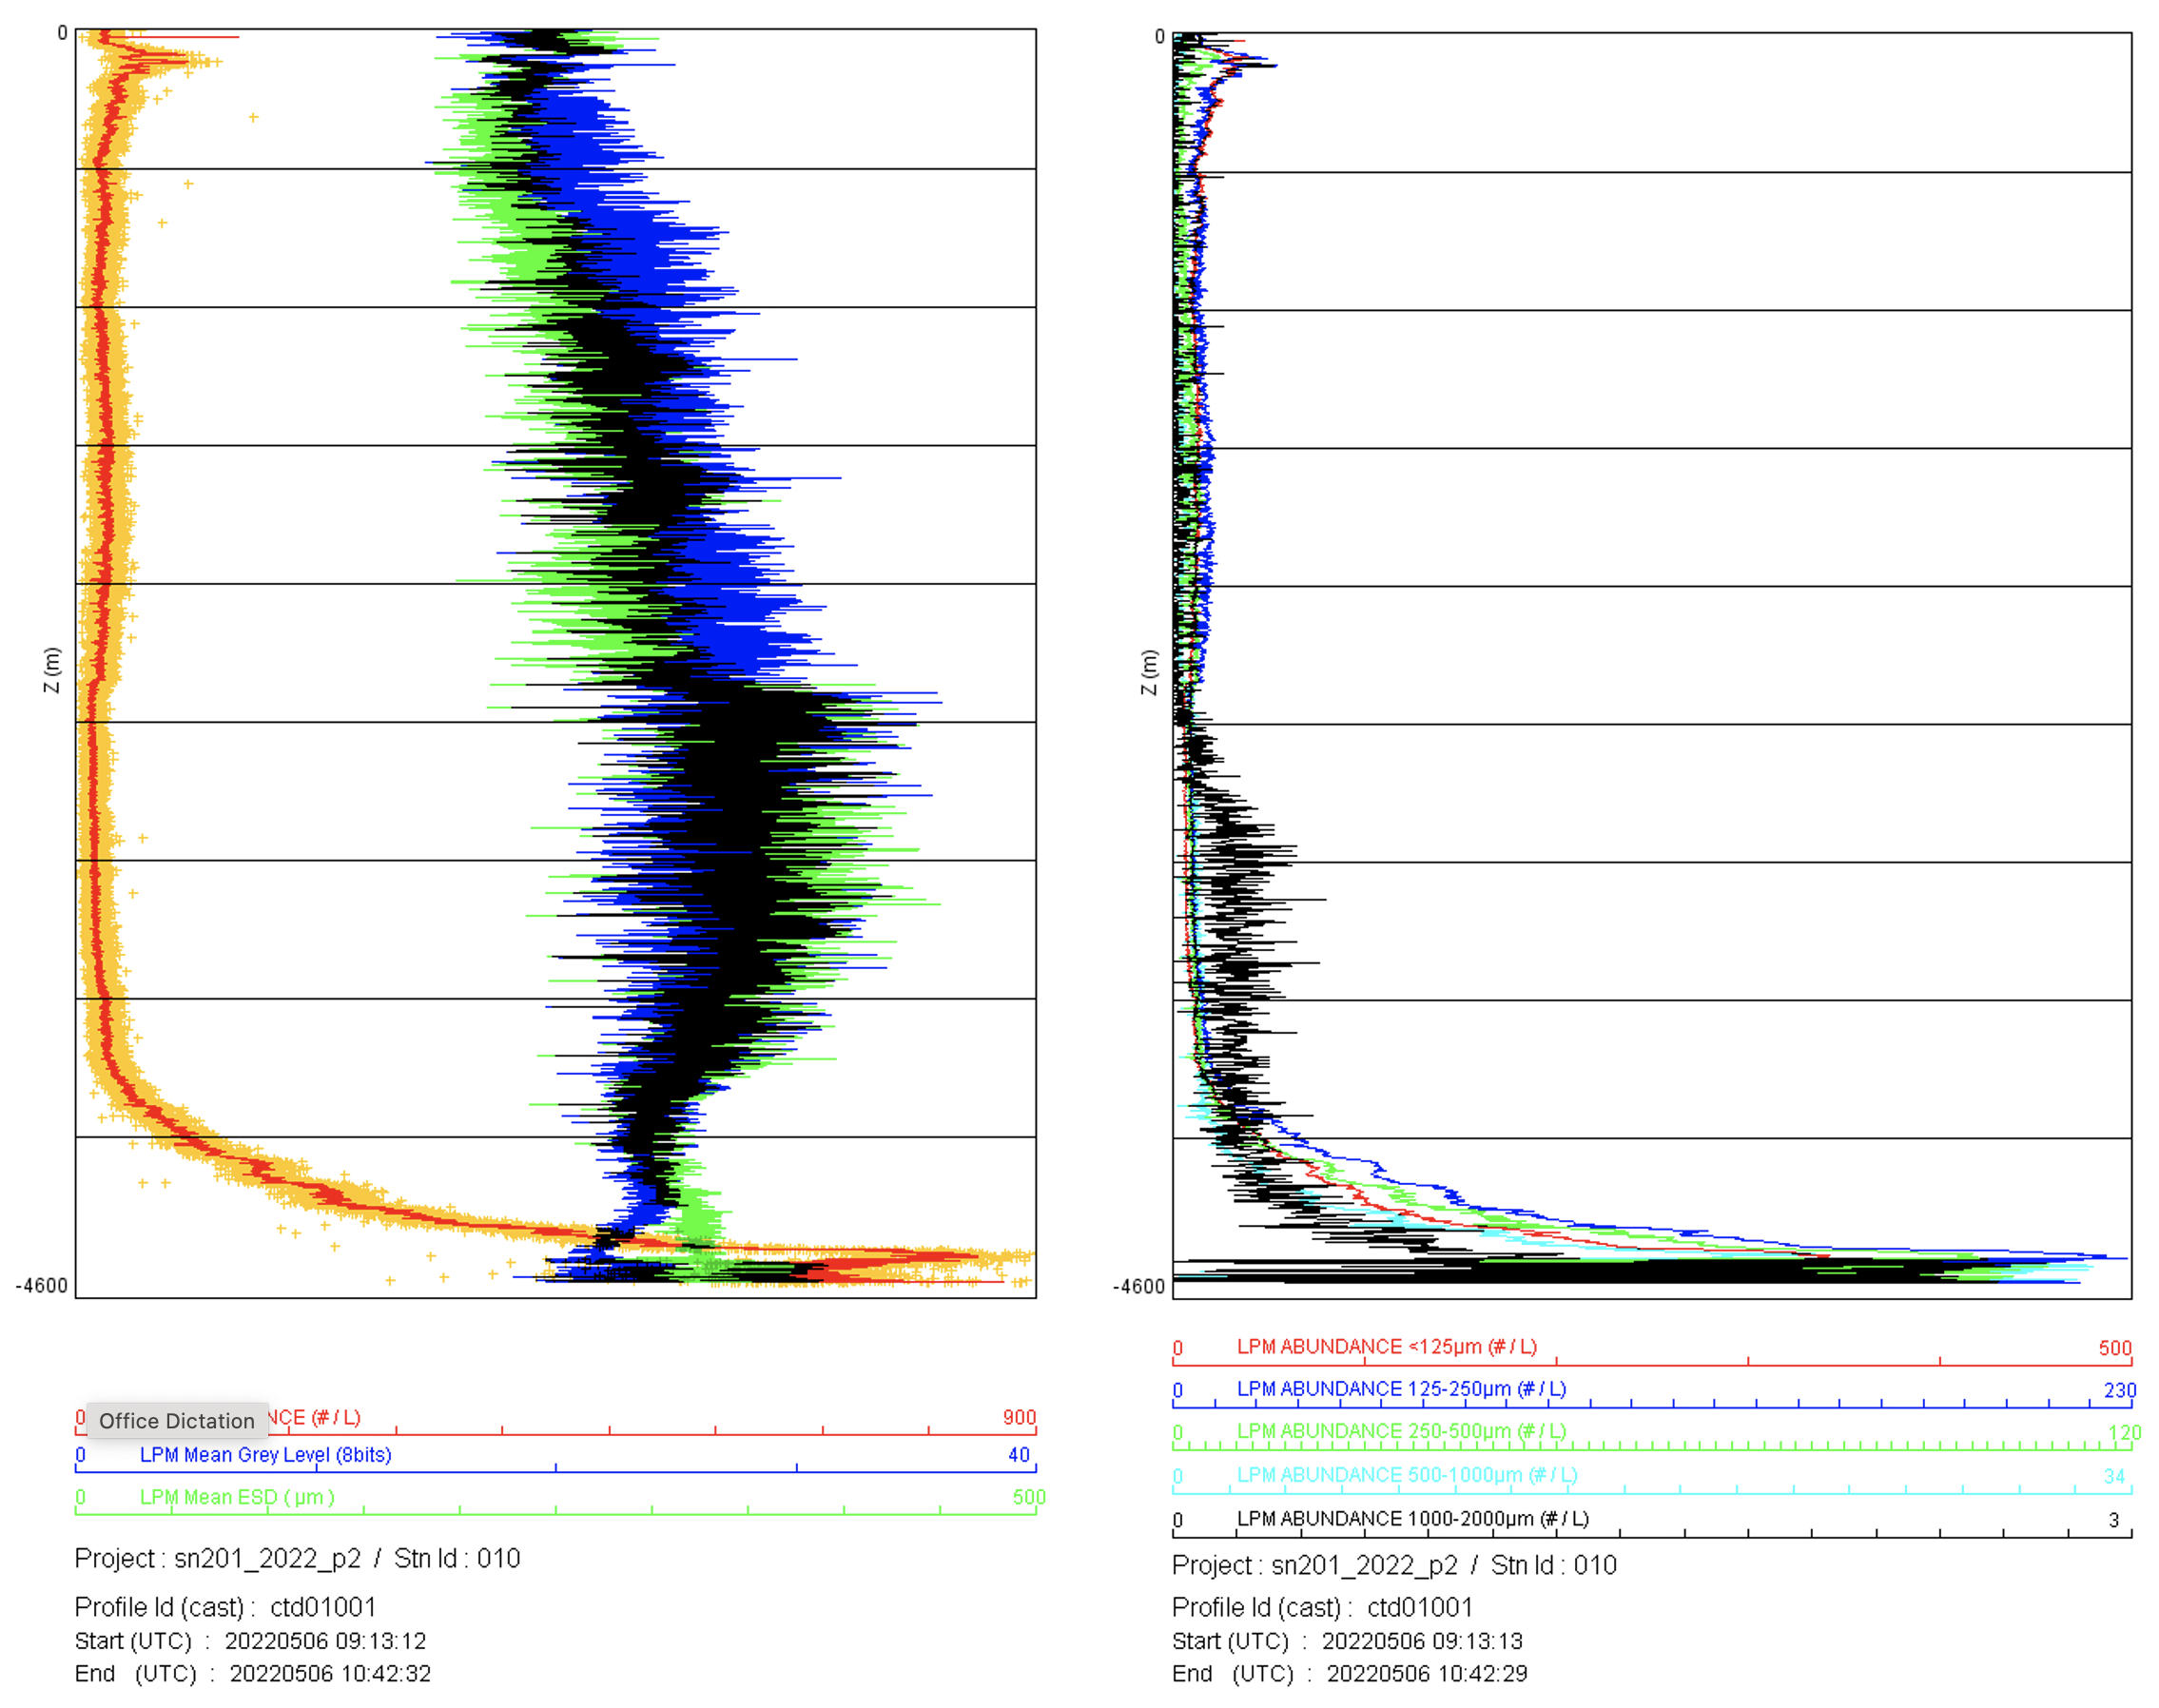 0
Z (m)
-4600
0 NCE (# / L) 900
Office Dictation
0 LPM Mean Grey Level (8bits) 40
0 LPM Mean ESD ( µm ) 500
Project : sn201_2022_p2 / Stn Id : 010
Profile Id (cast) : ctd01001
Start (UTC) : 20220506 09:13:12
End (UTC) : 20220506 10:42:32
0
Z (m)
-4600
0 LPM ABUNDANCE <125µm (# / L) 500
0 LPM ABUNDANCE 125-250µm (# / L) 230
0 LPM ABUNDANCE 250-500µm (# / L) 120
0 LPM ABUNDANCE 500-1000µm (# / L) 34
0 LPM ABUNDANCE 1000-2000µm (# / L) 3
Project : sn201_2022_p2 / Stn Id : 010
Profile Id (cast) : ctd01001
Start (UTC) : 20220506 09:13:13
End (UTC) : 20220506 10:42:29